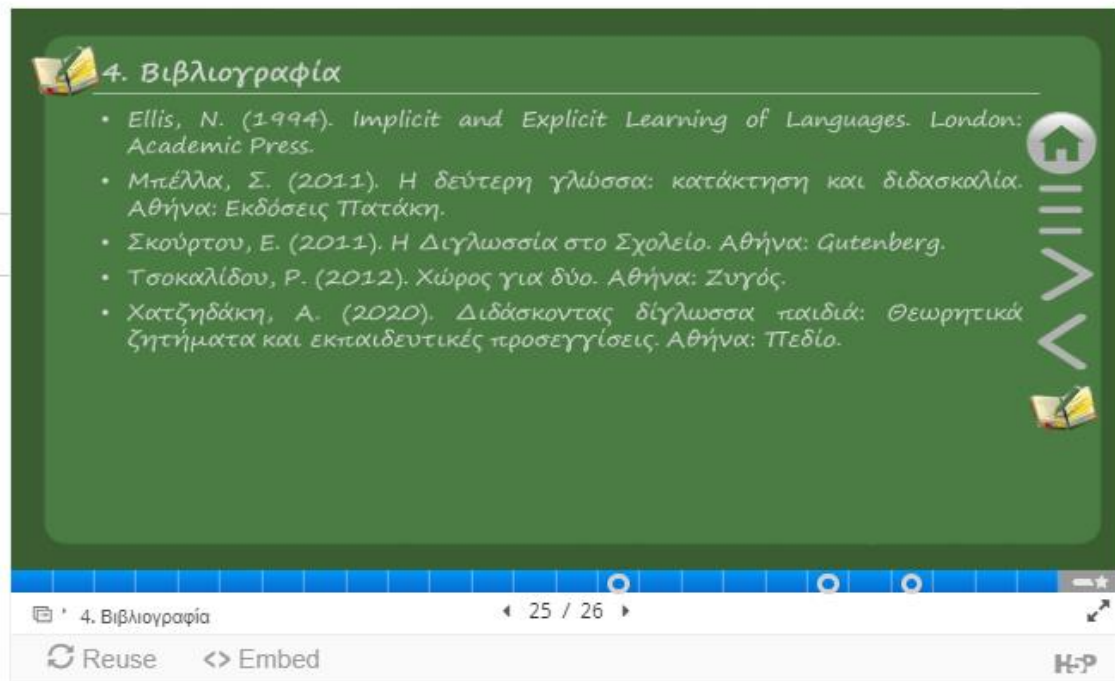 4. Βιβλιογραφία
• Ellis, N. (1994). Implicit and Explicit Learning of Languages. London:
Academic Press.
• Μπέλλα, Σ. (2011). Η δεύτερη γλώσσα: κατάκτηση και διδασκαλία.
Αθήνα: Εκδόσεις Πατάκη.
• Σκούρτου, Ε. (2011). Η Διγλωσσία στο Σχολείο. Αθήνα: Gutenberg.
• Τσοκαλίδου, Ρ. (2012). Χώρος για δύο. Αθήνα: Ζυγός.
• Χατζηδάκη, Α. (2020). Διδάσκοντας δίγλωσσα παιδιά: Θεωρητικά
ζητήματα και εκπαιδευτικές προσεγγίσεις. Αθήνα: Πεδίο.
4. Βιβλιογραφία 25 / 26
Reuse <> Embed H5P